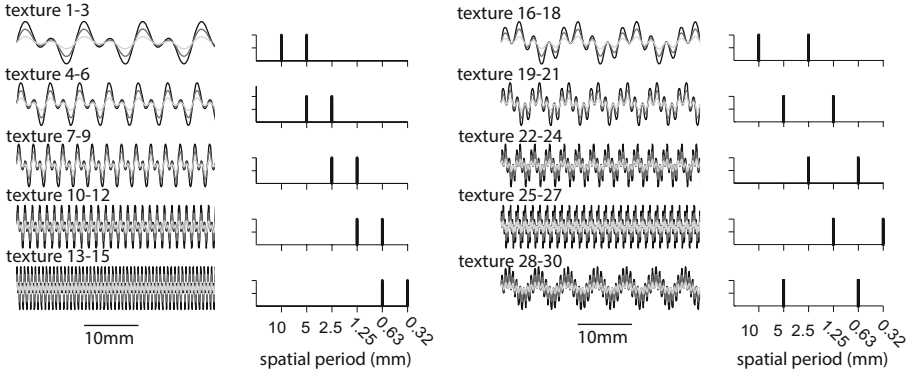 texture 1-3
texture 4-6
texture 7-9
texture 10-12
texture 13-15
10mm
10 5 2.5 1.25 0.63 0.32
spatial period (mm)
texture 16-18
texture 19-21
texture 22-24
texture 25-27
texture 28-30
10mm
10 5 2.5 1.25 0.63 0.32
spatial period (mm)